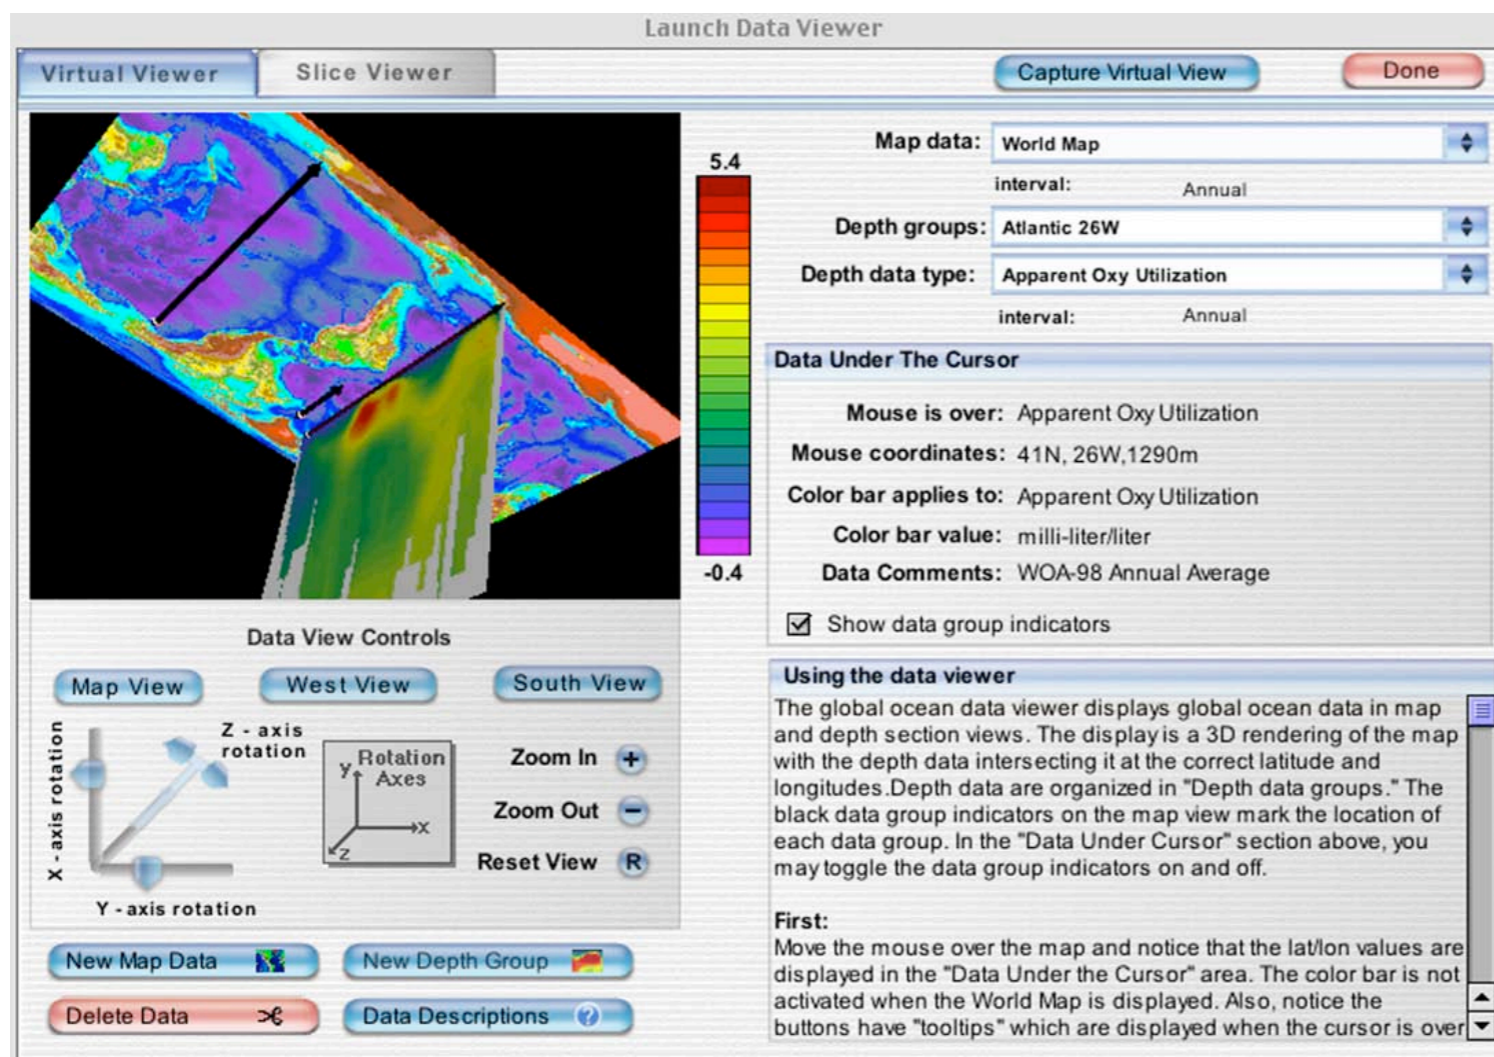 Launch Data Viewer
Virtual Viewer
Slice Viewer
Capture Virtual View
Done
5.4
-0.4
Map data: World Map
interval: Annual
Depth groups: Atlantic 26W
Depth data type: Apparent Oxy Utilization
interval: Annual
Data Under The Cursor
Mouse is over: Apparent Oxy Utilization
Mouse coordinates: 41N, 26W,1290m
Color bar applies to: Apparent Oxy Utilization
Color bar value: milli-liter/liter
Data Comments: WOA-98 Annual Average
Show data group indicators
Data View Controls
Map View
West View
South View
X - axis rotation
Z - axis
rotation
Y - axis rotation
Rotation
Axes
y
x
z
Zoom In +
Zoom Out −
Reset View R
New Map Data
New Depth Group
Delete Data
Data Descriptions ?
Using the data viewer
The global ocean data viewer displays global ocean data in map
and depth section views. The display is a 3D rendering of the map
with the depth data intersecting it at the correct latitude and
longitudes.Depth data are organized in "Depth data groups." The
black data group indicators on the map view mark the location of
each data group. In the "Data Under Cursor" section above, you
may toggle the data group indicators on and off.
First:
Move the mouse over the map and notice that the lat/lon values are
displayed in the "Data Under the Cursor" area. The color bar is not
activated when the World Map is displayed. Also, notice the
buttons have "tooltips" which are displayed when the cursor is over